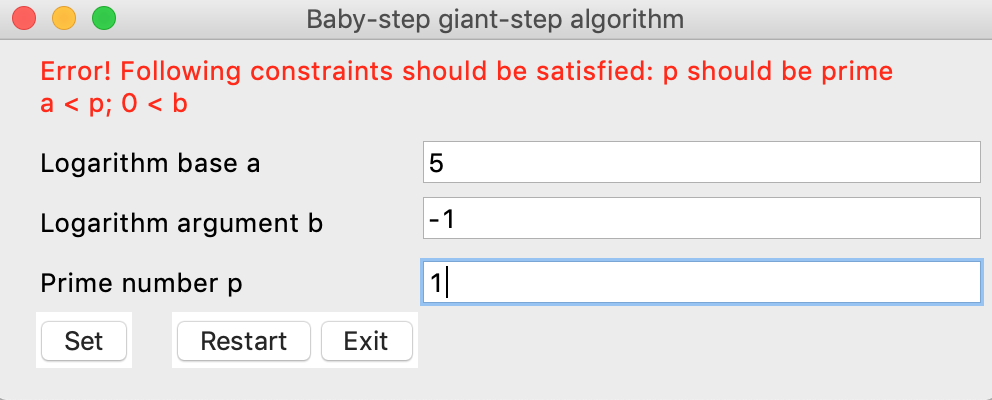 Baby-step giant-step algorithm
Error! Following constraints should be satisfied: p should be prime
a < p; 0 < b
Logarithm base a
5
Logarithm argument b
-1
Prime number p
1
Set
Restart
Exit